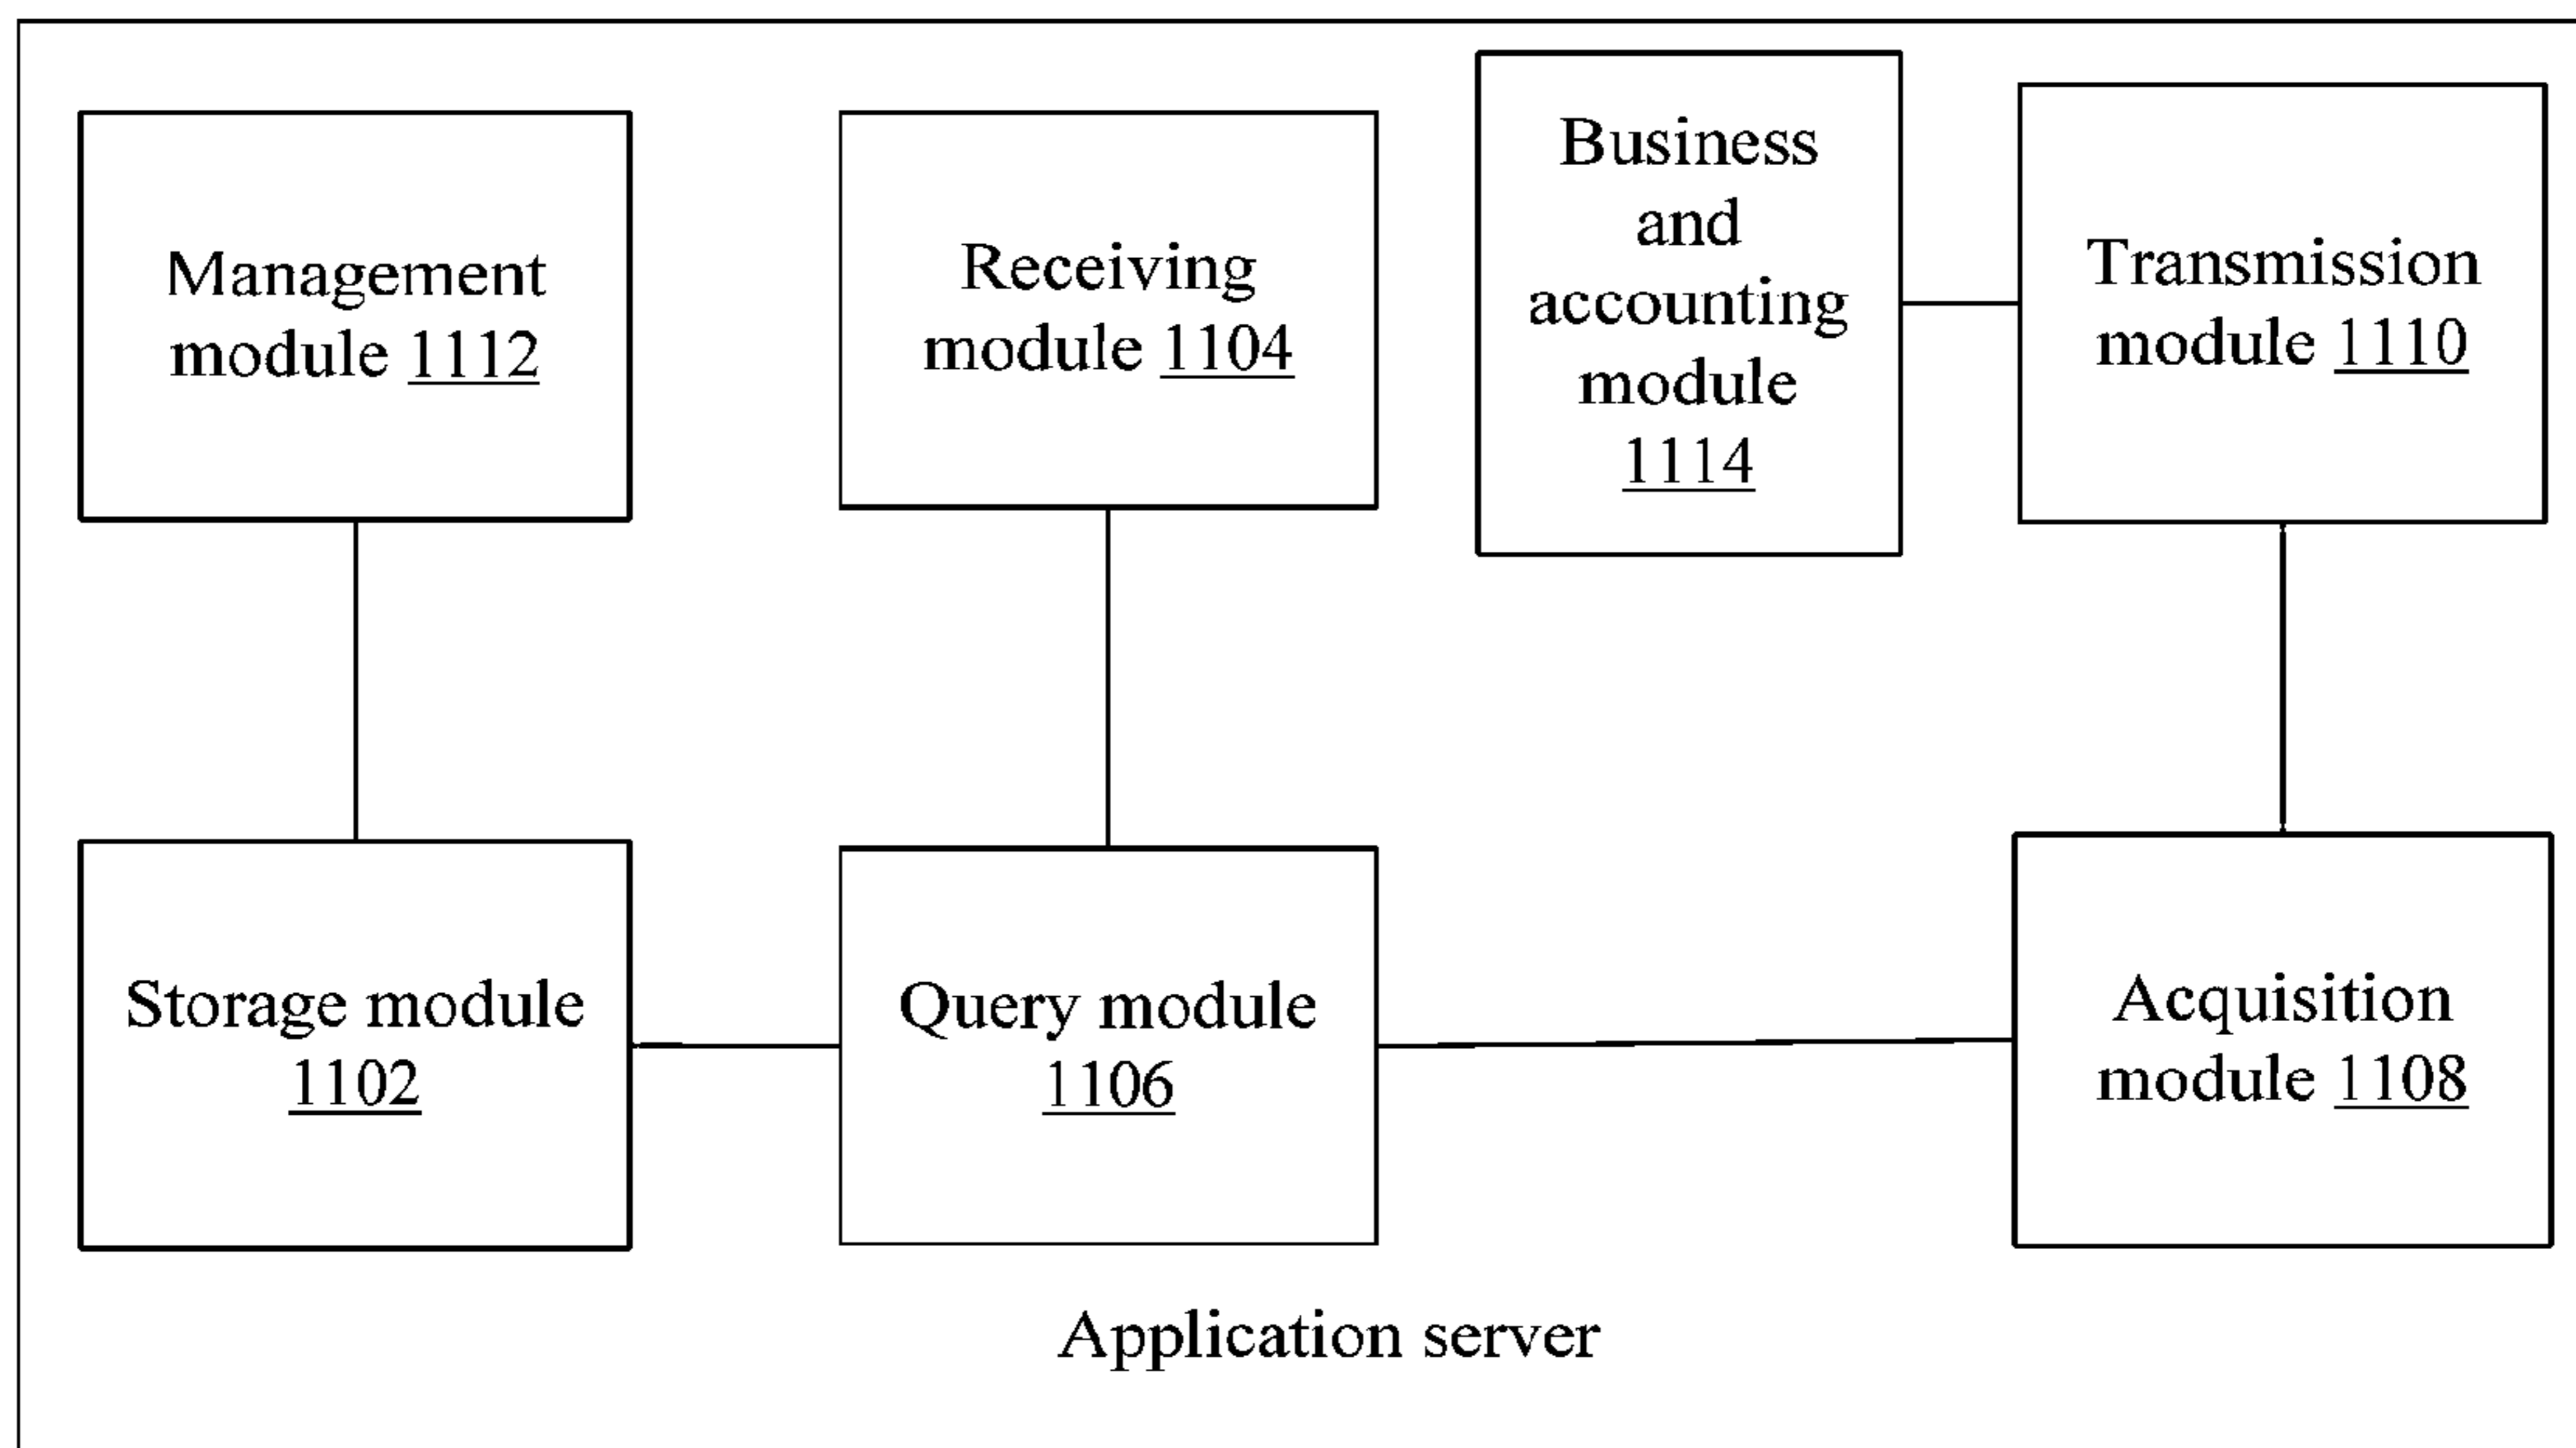 Management
module 1112
Receiving
module 1104
Business
and
accounting
module
1114
Transmission
module 1110
Storage module
1102
Query module
1106
Acquisition
module 1108
Application server